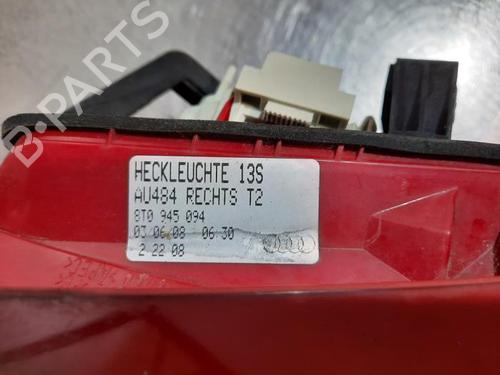 HECKLEUCHTE 13S
AU484 RECHTS T2
8T0 945 094
03 06 08 06 30
2 22 08
B-PARTS